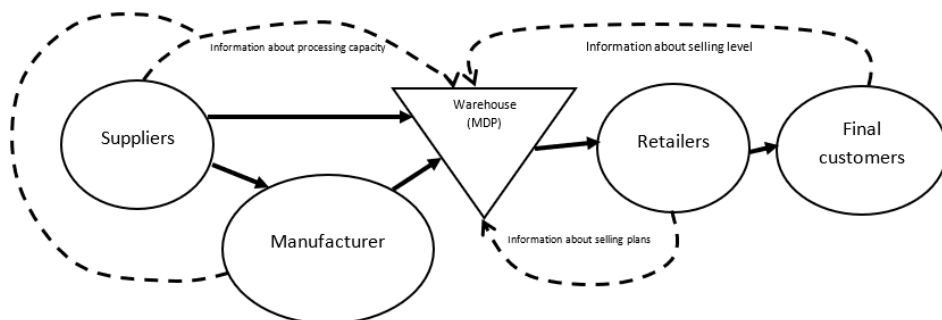 Information about processing capacity
Information about selling level
Warehouse
(MDP)
Suppliers
Retailers
Final
customers
Manufacturer
Information about selling plans